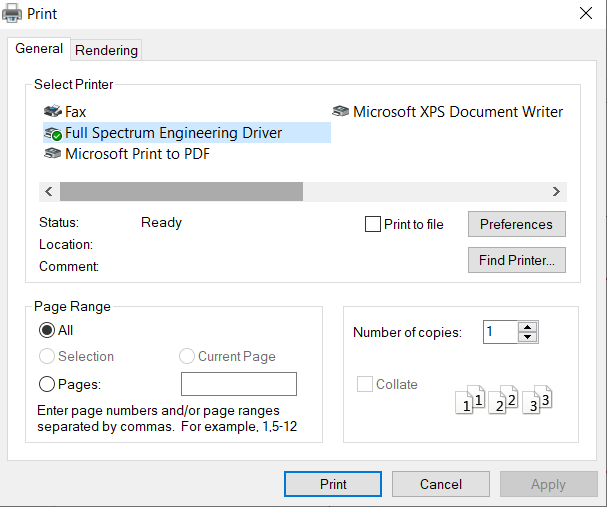 Print
General
Rendering
Select Printer
Fax
Microsoft XPS Document Writer
Full Spectrum Engineering Driver
Microsoft Print to PDF
Status: Ready
Print to file
Preferences
Location:
Comment:
Find Printer...
Page Range
All
Selection
Current Page
Pages:
Enter page numbers and/or page ranges
separated by commas. For example, 1,5-12
Number of copies: 1
Collate
1 1 2 2 3 3
Print
Cancel
Apply